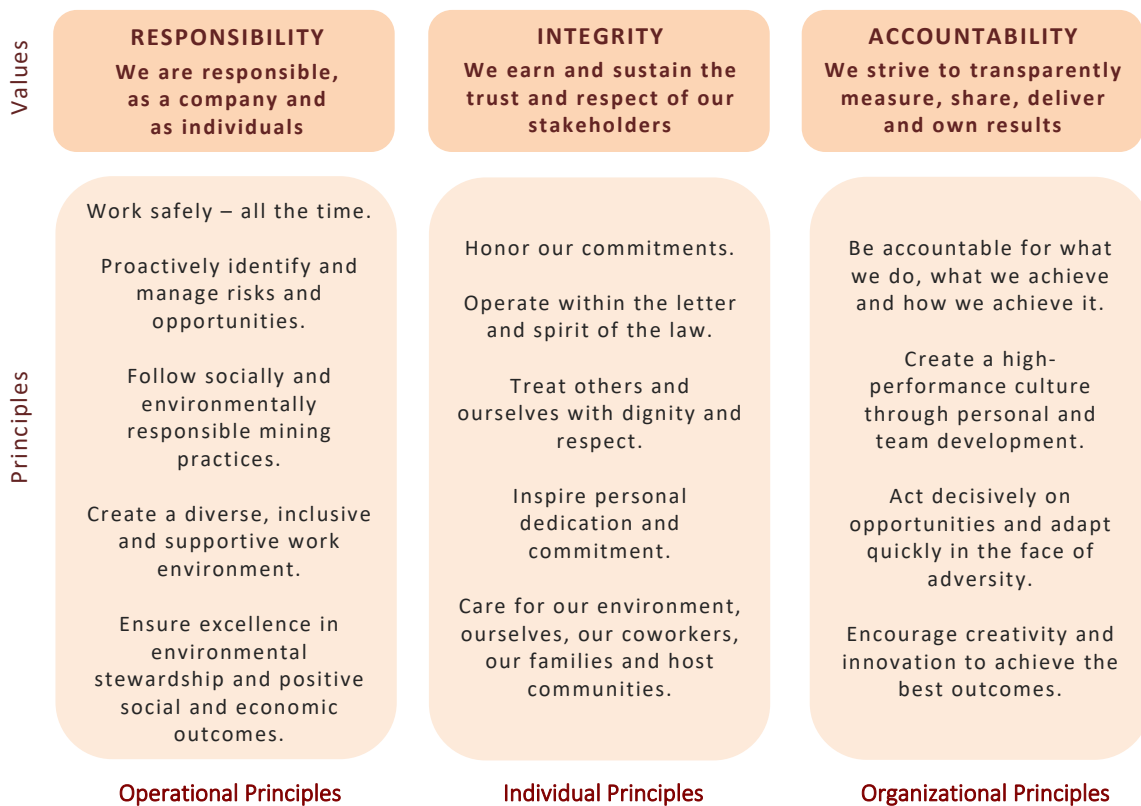 Values
RESPONSIBILITY
We are responsible,
as a company and
as individuals
INTEGRITY
We earn and sustain the
trust and respect of our
stakeholders
ACCOUNTABILITY
We strive to transparently
measure, share, deliver
and own results
Principles
Work safely – all the time.
Proactively identify and
manage risks and
opportunities.
Follow socially and
environmentally
responsible mining
practices.
Create a diverse, inclusive
and supportive work
environment.
Ensure excellence in
environmental
stewardship and positive
social and economic
outcomes.
Operational Principles
Honor our commitments.
Operate within the letter
and spirit of the law.
Treat others and
ourselves with dignity and
respect.
Inspire personal
dedication and
commitment.
Care for our environment,
ourselves, our coworkers,
our families and host
communities.
Individual Principles
Be accountable for what
we do, what we achieve
and how we achieve it.
Create a high-
performance culture
through personal and
team development.
Act decisively on
opportunities and adapt
quickly in the face of
adversity.
Encourage creativity and
innovation to achieve the
best outcomes.
Organizational Principles